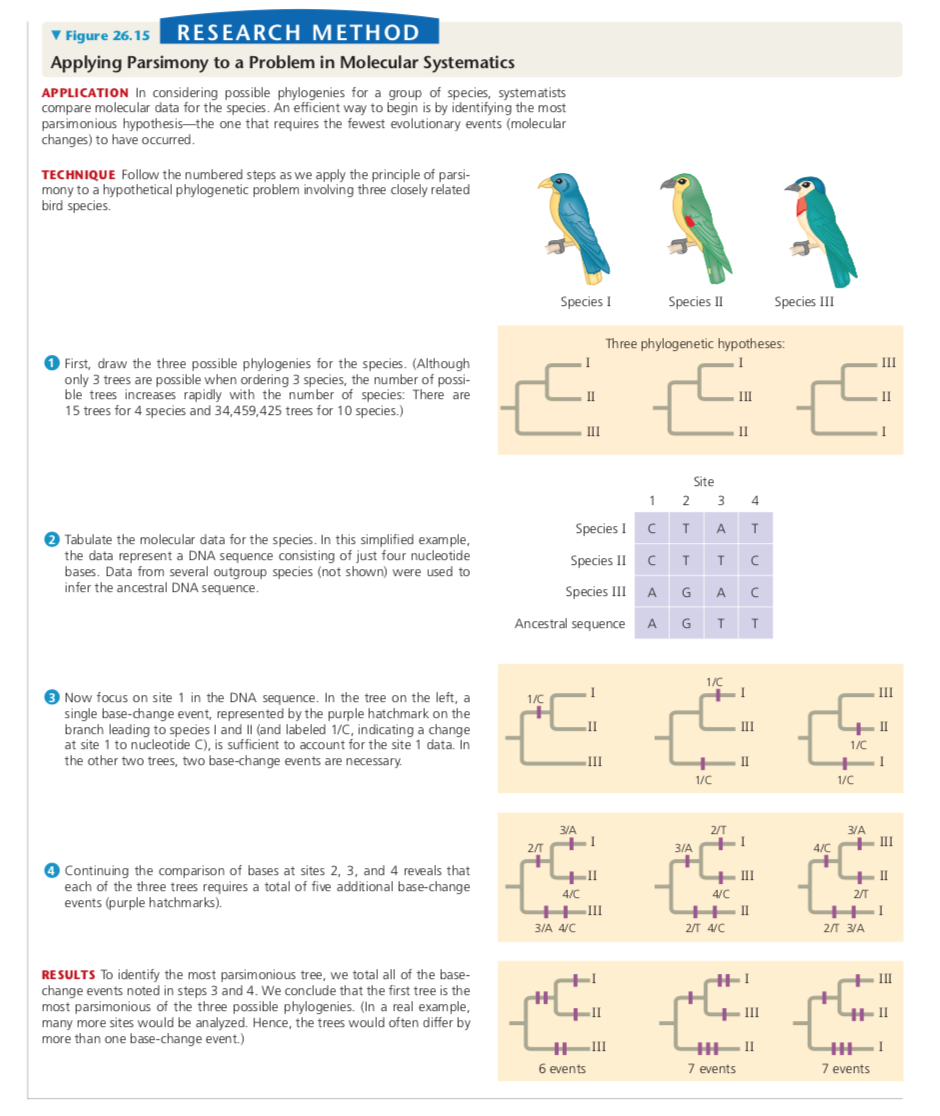 ▼ Figure 26.15 RESEARCH METHOD
Applying Parsimony to a Problem in Molecular Systematics
APPLICATION In considering possible phylogenies for a group of species, systematists
compare molecular data for the species. An efficient way to begin is by identifying the most
parsimonious hypothesis—the one that requires the fewest evolutionary events (molecular
changes) to have occurred.
TECHNIQUE Follow the numbered steps as we apply the principle of parsi-
mony to a hypothetical phylogenetic problem involving three closely related
bird species.
Species I Species II Species III
1 First, draw the three possible phylogenies for the species. (Although
only 3 trees are possible when ordering 3 species, the number of possi-
ble trees increases rapidly with the number of species: There are
15 trees for 4 species and 34,459,425 trees for 10 species.)
Three phylogenetic hypotheses:
I I III
II III II
III II I
2 Tabulate the molecular data for the species. In this simplified example,
the data represent a DNA sequence consisting of just four nucleotide
bases. Data from several outgroup species (not shown) were used to
infer the ancestral DNA sequence.
Site
1 2 3 4
Species I C T A T
Species II C T T C
Species III A G A C
Ancestral sequence A G T T
3 Now focus on site 1 in the DNA sequence. In the tree on the left, a
single base-change event, represented by the purple hatchmark on the
branch leading to species I and II (and labeled 1/C, indicating a change
at site 1 to nucleotide C), is sufficient to account for the site 1 data. In
the other two trees, two base-change events are necessary.
1/C
1/C I I III
II III II
1/C
III II I
1/C 1/C
4 Continuing the comparison of bases at sites 2, 3, and 4 reveals that
each of the three trees requires a total of five additional base-change
events (purple hatchmarks).
3/A 2/T 3/A
I I III
2/T 3/A 4/C
II III II
4/C 4/C 2/T
III II I
3/A 4/C 2/T 4/C 2/T 3/A
RESULTS To identify the most parsimonious tree, we total all of the base-
change events noted in steps 3 and 4. We conclude that the first tree is the
most parsimonious of the three possible phylogenies. (In a real example,
many more sites would be analyzed. Hence, the trees would often differ by
more than one base-change event.)
I I III
II III II
III II I
6 events 7 events 7 events